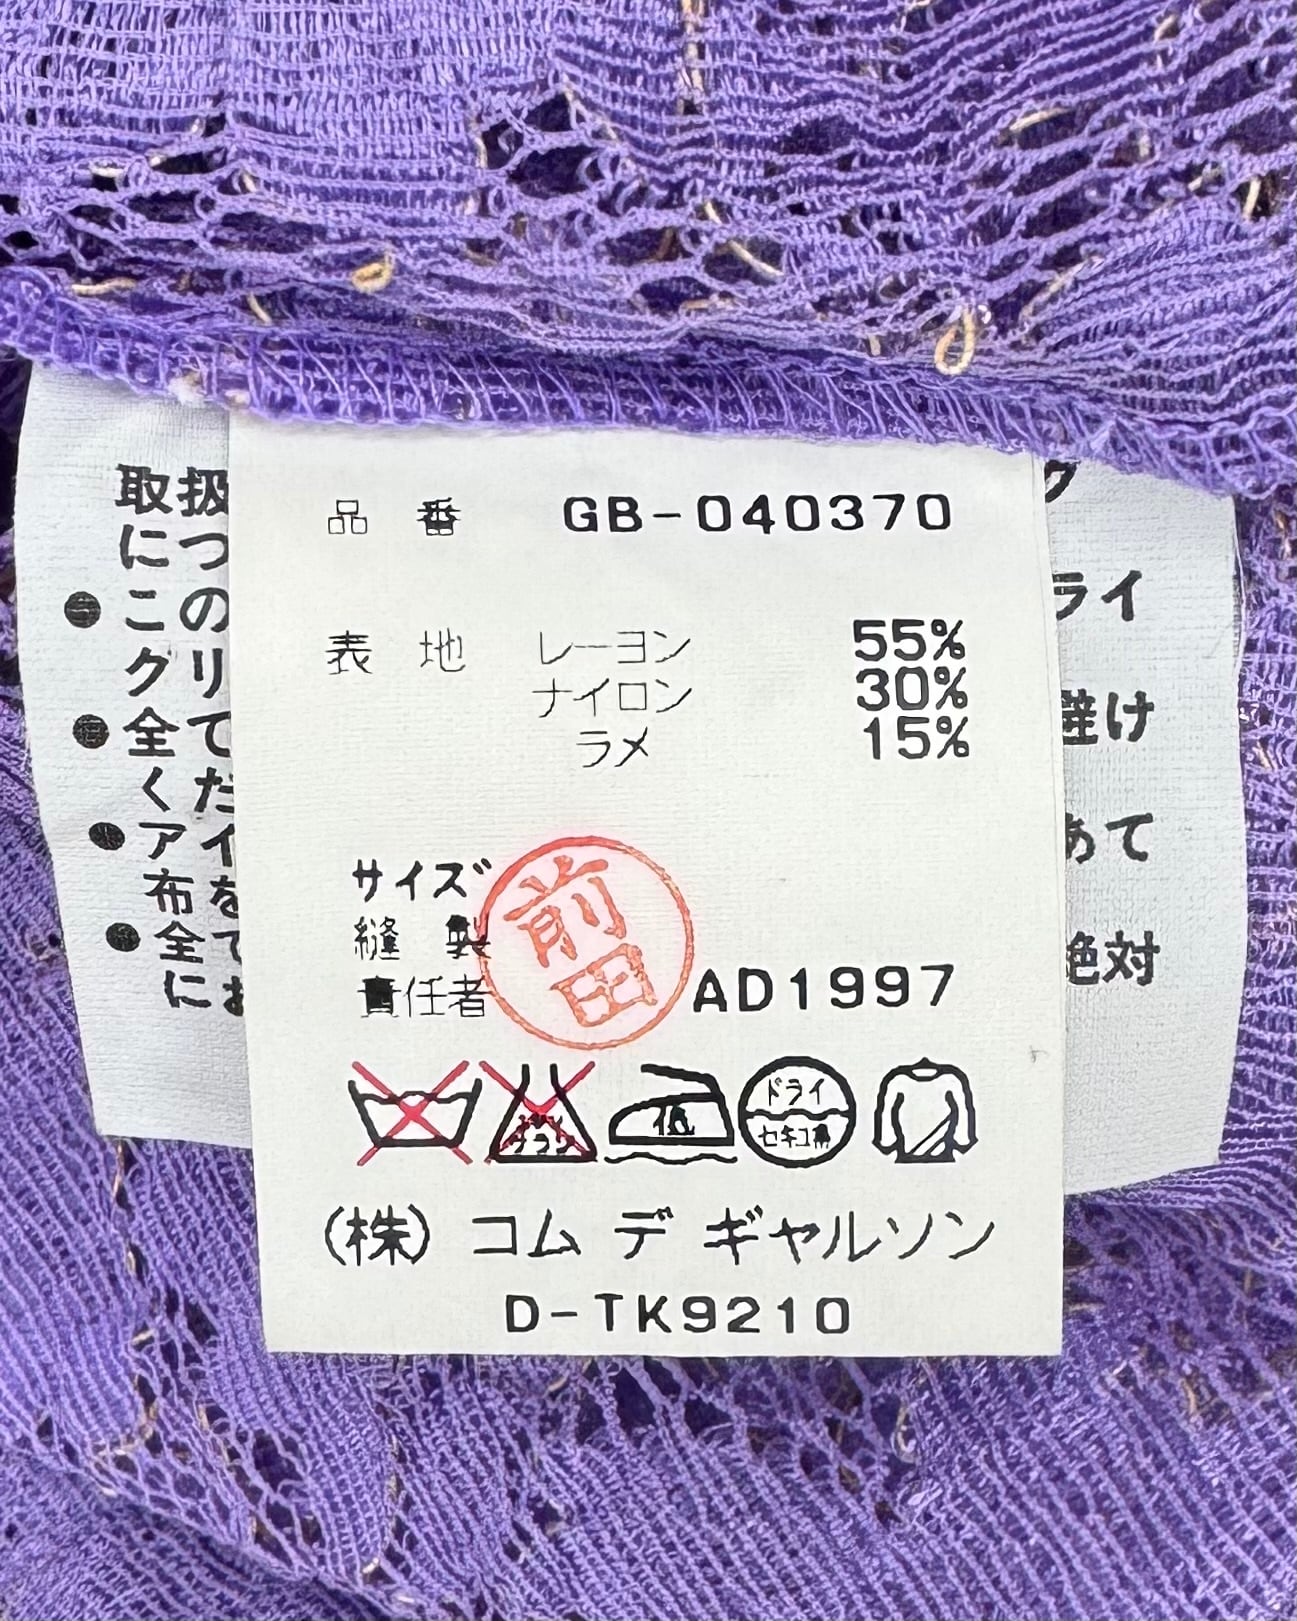 品番 GB-040370
表地 レーヨン 55%
ナイロン 30%
ラメ 15%
サイズ
縫製
責任者 前田 AD1997
低 ドライ
セキユ系
(株) コム デ ギャルソン
D-TK9210
取扱
につ
●この
クリ
●全て
くだ
●アイ
布を
●全て
にお
ク
ライ
避け
あて
絶対